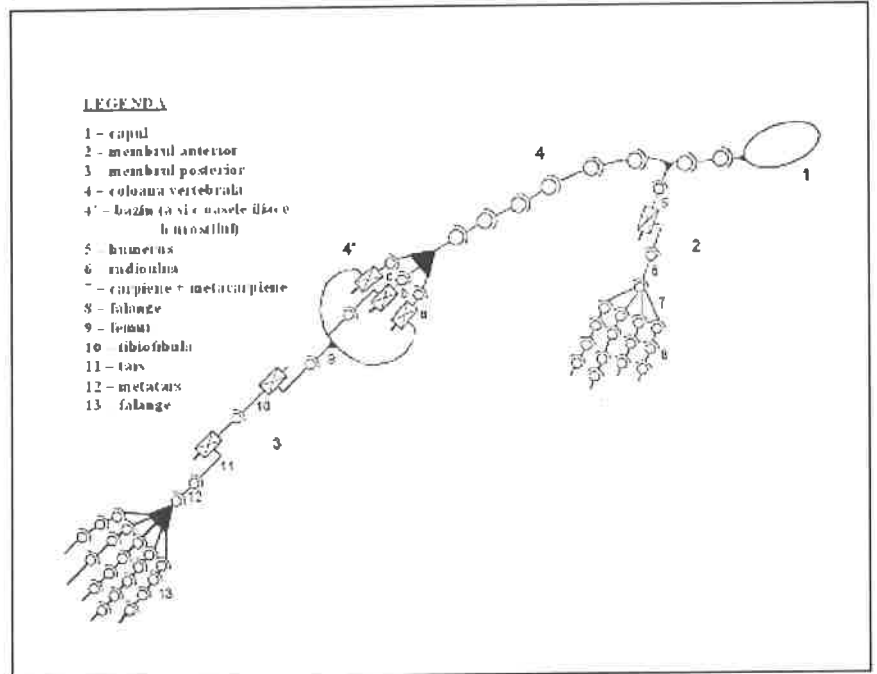 LEGENDA
1 – capul
2 – membrul anterior
3 – membrul posterior
4 – coloana vertebrala
4' – bazin (a si c oasele iliace
b urostilul)
5 – humerus
6 – radioulna
7 – carpiene + metacarpiene
8 – falange
9 – femur
10 – tibiofibula
11 – tars
12 – metatars
13 – falange
4
1
5
2
4'
6
7
c
b
a
8
9
10
3
11
12
13